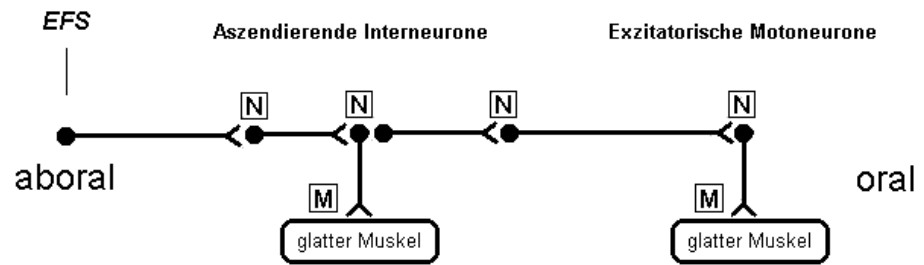 EFS
Aszendierende Interneurone
Exzitatorische Motoneurone
N
N
N
N
aboral
oral
M
M
glatter Muskel
glatter Muskel